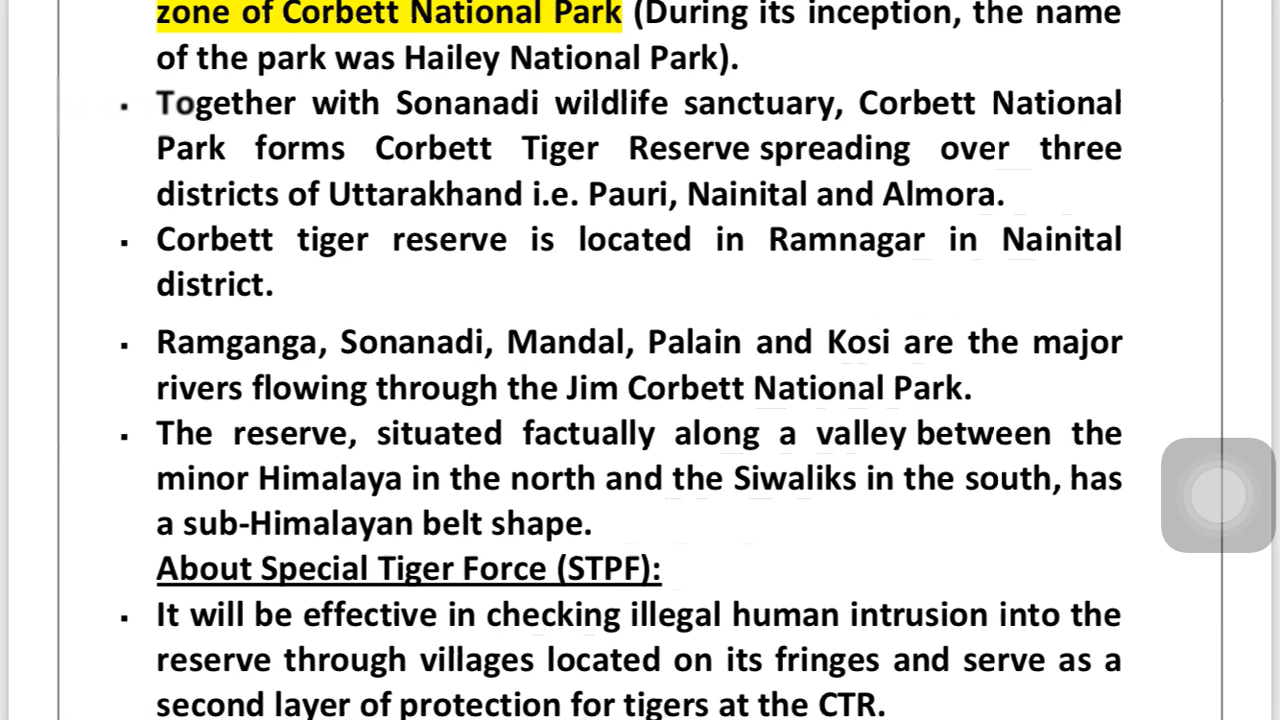 zone of Corbett National Park (During its inception, the name
of the park was Hailey National Park).
▪ Together with Sonanadi wildlife sanctuary, Corbett National
Park forms Corbett Tiger Reserve spreading over three
districts of Uttarakhand i.e. Pauri, Nainital and Almora.
▪ Corbett tiger reserve is located in Ramnagar in Nainital
district.
▪ Ramganga, Sonanadi, Mandal, Palain and Kosi are the major
rivers flowing through the Jim Corbett National Park.
▪ The reserve, situated factually along a valley between the
minor Himalaya in the north and the Siwaliks in the south, has
a sub-Himalayan belt shape.
About Special Tiger Force (STPF):
▪ It will be effective in checking illegal human intrusion into the
reserve through villages located on its fringes and serve as a
second layer of protection for tigers at the CTR.